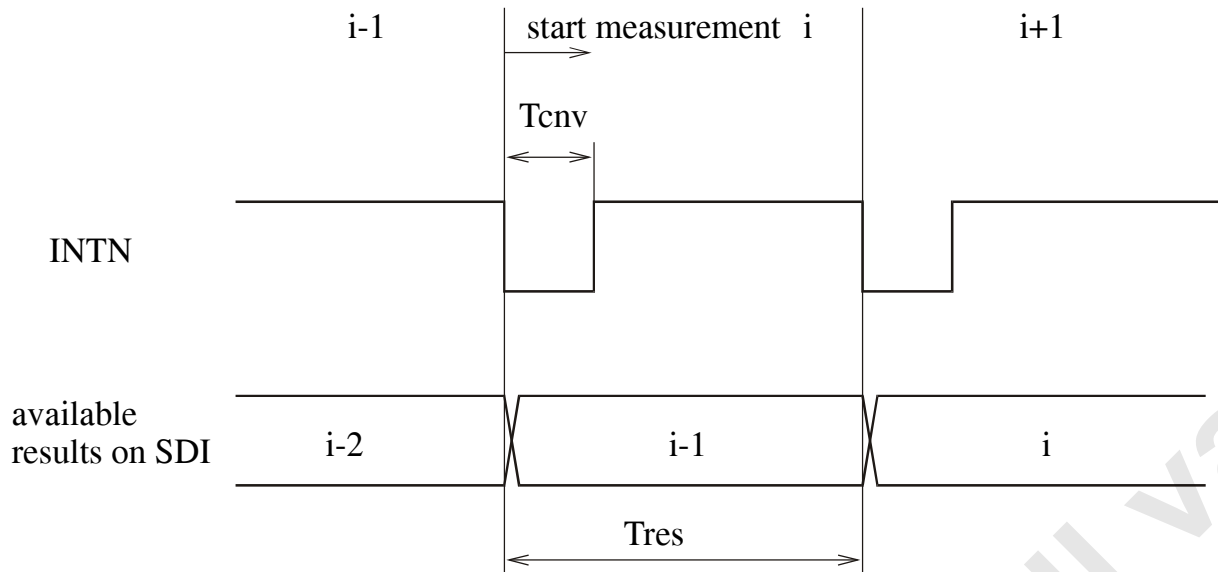 i-1
start measurement i
i+1
Tcnv
INTN
available
results on SDI
i-2
i-1
i
Tres